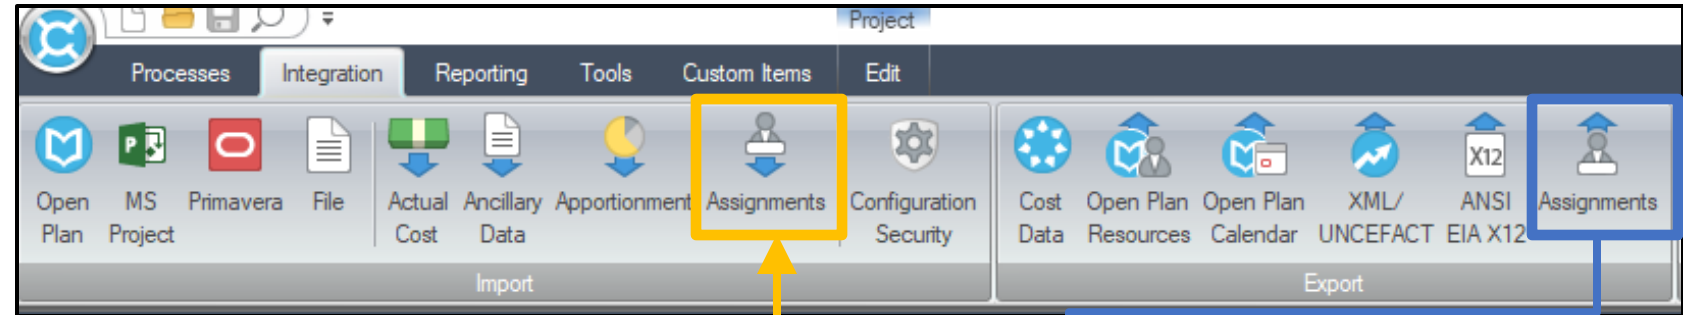 Project
Processes Integration Reporting Tools Custom Items Edit
P X12
Open MS Primavera File Actual Ancillary Apportionment Assignments Configuration Cost Open Plan Open Plan XML/ ANSI Assignments
Plan Project Cost Data Security Data Resources Calendar UNCEFACT EIA X12
Import Export